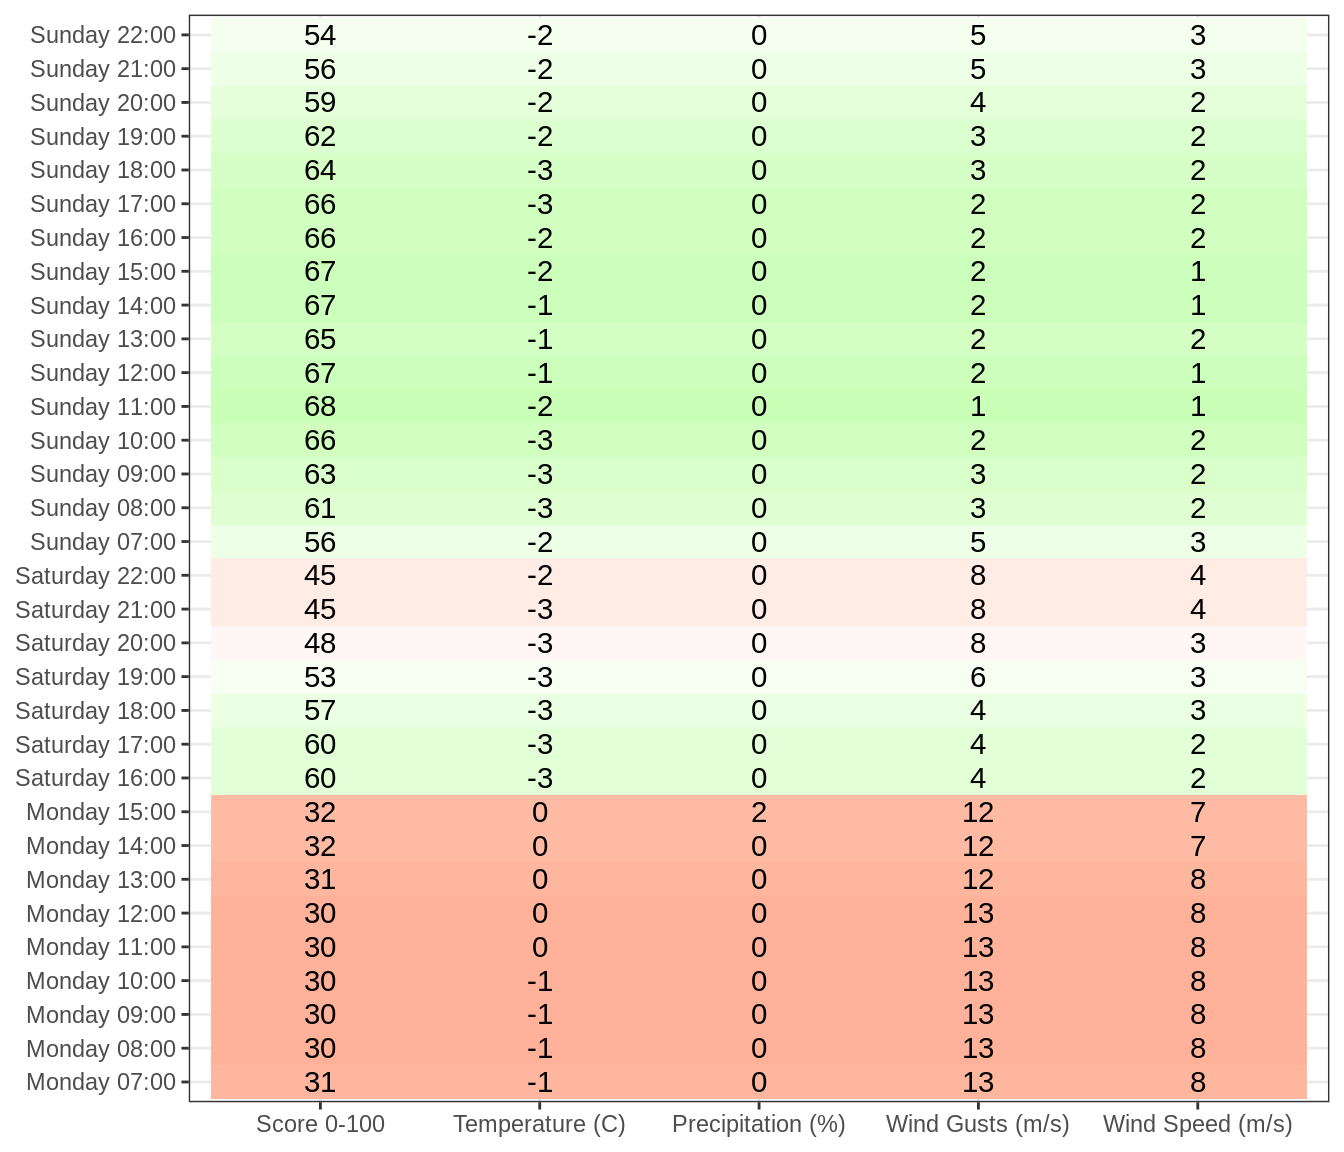 Sunday 22:00 54 -2 0 5 3
Sunday 21:00 56 -2 0 5 3
Sunday 20:00 59 -2 0 4 2
Sunday 19:00 62 -2 0 3 2
Sunday 18:00 64 -3 0 3 2
Sunday 17:00 66 -3 0 2 2
Sunday 16:00 66 -2 0 2 2
Sunday 15:00 67 -2 0 2 1
Sunday 14:00 67 -1 0 2 1
Sunday 13:00 65 -1 0 2 2
Sunday 12:00 67 -1 0 2 1
Sunday 11:00 68 -2 0 1 1
Sunday 10:00 66 -3 0 2 2
Sunday 09:00 63 -3 0 3 2
Sunday 08:00 61 -3 0 3 2
Sunday 07:00 56 -2 0 5 3
Saturday 22:00 45 -2 0 8 4
Saturday 21:00 45 -3 0 8 4
Saturday 20:00 48 -3 0 8 3
Saturday 19:00 53 -3 0 6 3
Saturday 18:00 57 -3 0 4 3
Saturday 17:00 60 -3 0 4 2
Saturday 16:00 60 -3 0 4 2
Monday 15:00 32 0 2 12 7
Monday 14:00 32 0 0 12 7
Monday 13:00 31 0 0 12 8
Monday 12:00 30 0 0 13 8
Monday 11:00 30 0 0 13 8
Monday 10:00 30 -1 0 13 8
Monday 09:00 30 -1 0 13 8
Monday 08:00 30 -1 0 13 8
Monday 07:00 31 -1 0 13 8
Score 0-100 Temperature (C) Precipitation (%) Wind Gusts (m/s) Wind Speed (m/s)